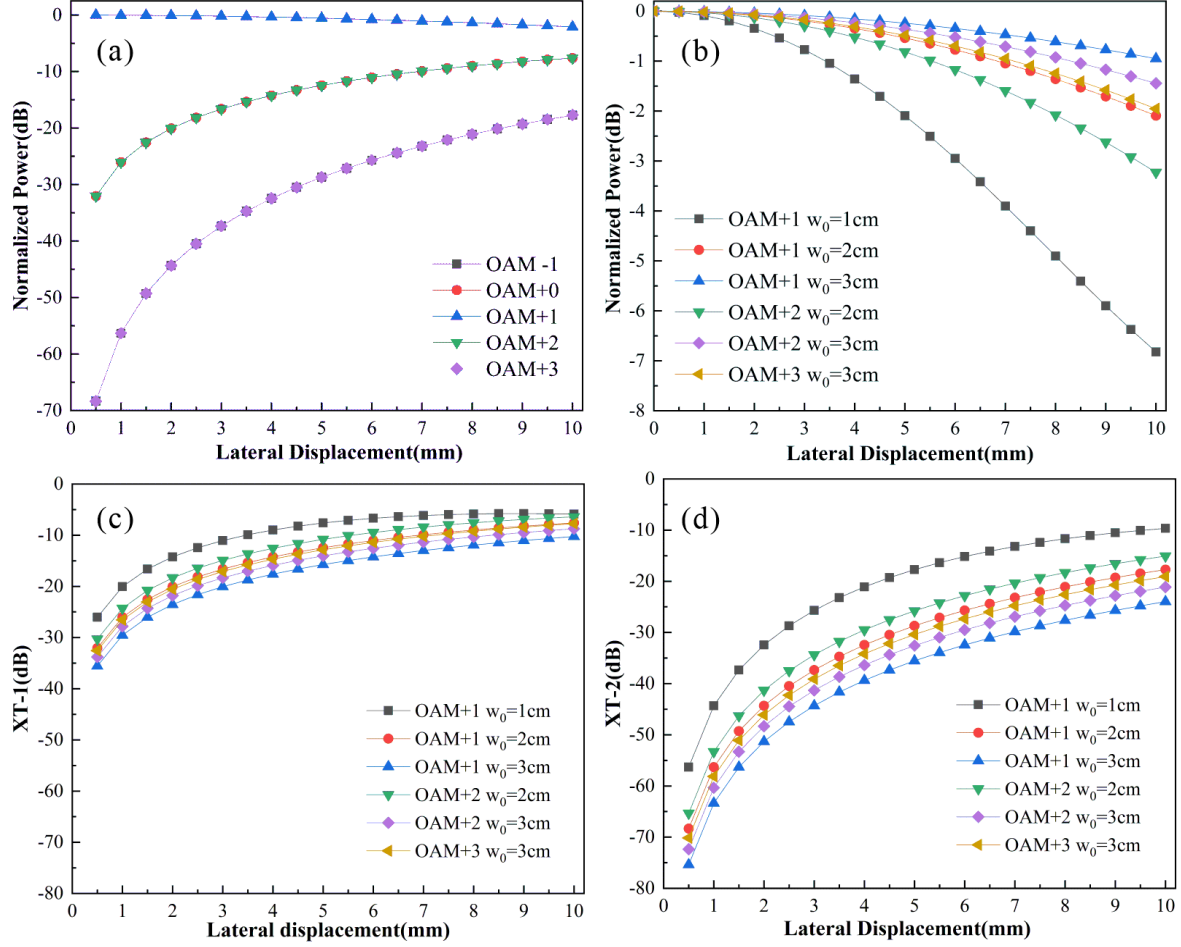 (a)
Normalized Power(dB)
0
-10
-20
-30
-40
-50
-60
-70
OAM -1
OAM+0
OAM+1
OAM+2
OAM+3
0 1 2 3 4 5 6 7 8 9 10
Lateral Displacement(mm)
(b)
Normalized Power(dB)
0
-1
-2
-3
-4
-5
-6
-7
-8
OAM+1 w₀=1cm
OAM+1 w₀=2cm
OAM+1 w₀=3cm
OAM+2 w₀=2cm
OAM+2 w₀=3cm
OAM+3 w₀=3cm
0 1 2 3 4 5 6 7 8 9 10
Lateral Displacement(mm)
(c)
XT-1(dB)
0
-10
-20
-30
-40
-50
-60
-70
-80
OAM+1 w₀=1cm
OAM+1 w₀=2cm
OAM+1 w₀=3cm
OAM+2 w₀=2cm
OAM+2 w₀=3cm
OAM+3 w₀=3cm
0 1 2 3 4 5 6 7 8 9 10
Lateral displacement(mm)
(d)
XT-2(dB)
0
-10
-20
-30
-40
-50
-60
-70
-80
OAM+1 w₀=1cm
OAM+1 w₀=2cm
OAM+1 w₀=3cm
OAM+2 w₀=2cm
OAM+2 w₀=3cm
OAM+3 w₀=3cm
0 1 2 3 4 5 6 7 8 9 10
Lateral Displacement(mm)